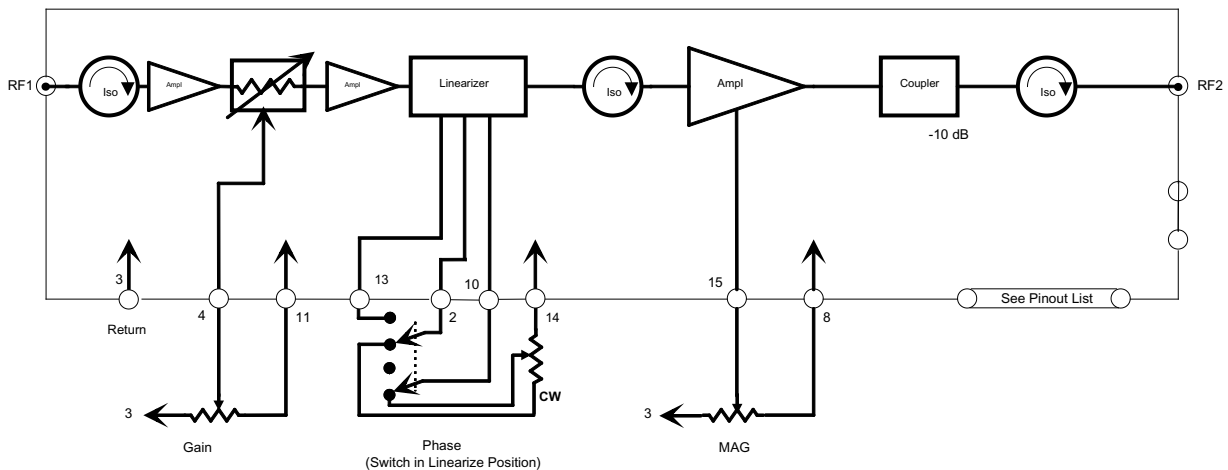 RF1
Iso
Ampl
Ampl
Linearizer
Iso
Ampl
Coupler
Iso
RF2
-10 dB
3
13
10
15
Return
4
11
2
14
8
See Pinout List
3
CW
3
Gain
Phase
(Switch in Linearize Position)
MAG